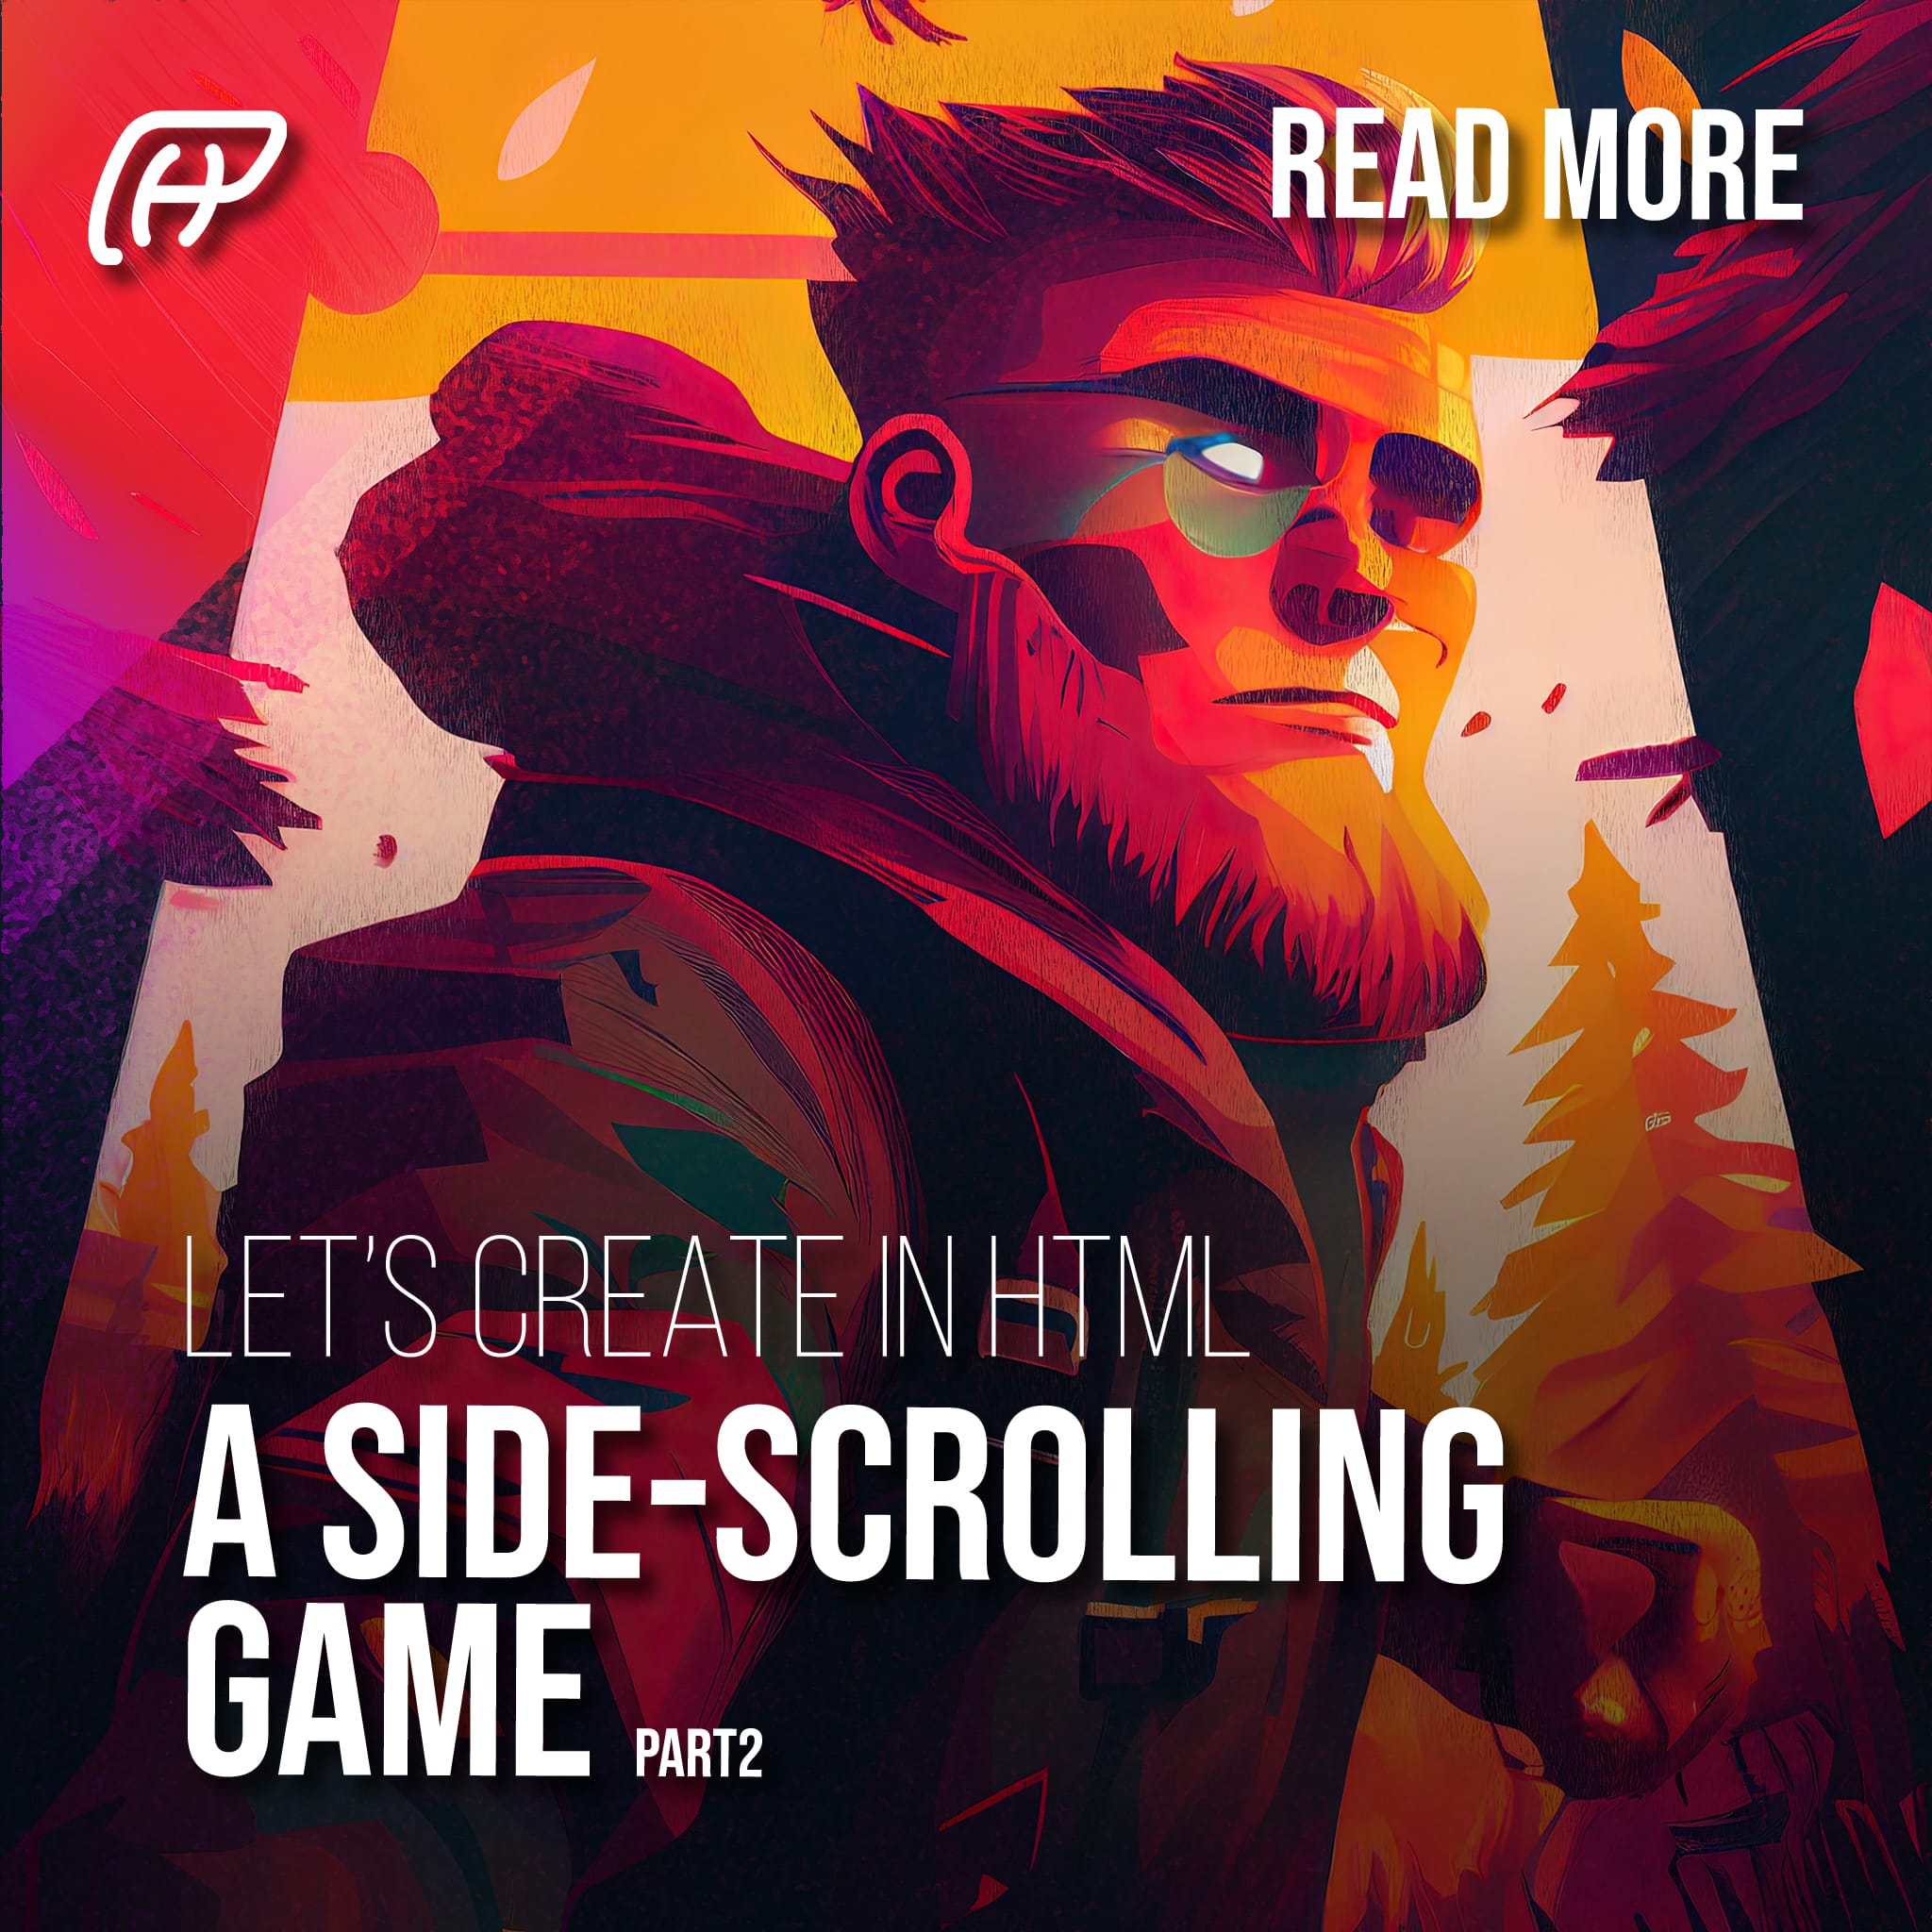 READ MORE
LET'S CREATE IN HTML
A SIDE-SCROLLING
GAME PART2